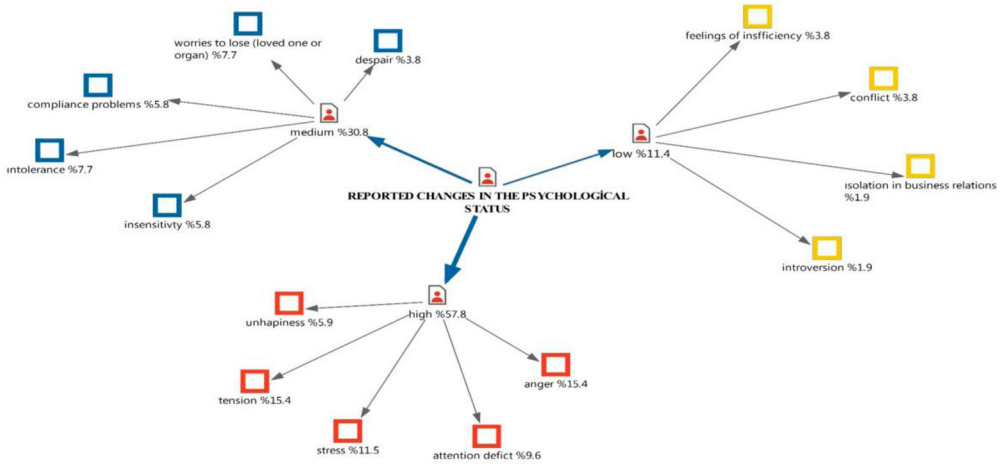 worries to lose (loved one or
organ) %7.7
despair %3.8
compliance problems %5.8
medium %30.8
ıntolerance %7.7
insensitivty %5.8
feelings of insfficiency %3.8
conflict %3.8
low %11.4
ısolation in business relations
%1.9
introversion %1.9
REPORTED CHANGES IN THE PSYCHOLOGİCAL
STATUS
high %57.8
unhapiness %5.9
anger %15.4
tension %15.4
stress %11.5
attention defict %9.6